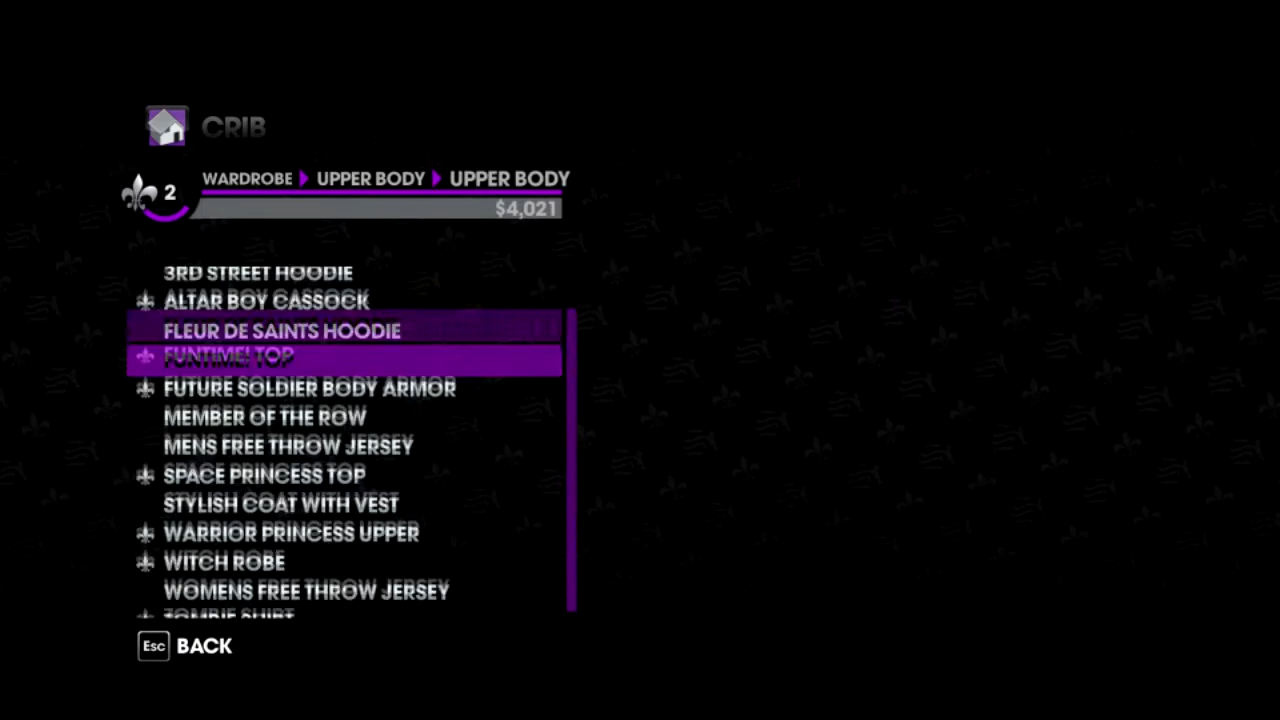 CRIB
2
WARDROBE UPPER BODY UPPER BODY
$4,021
3RD STREET HOODIE
ALTAR BOY CASSOCK
FLEUR DE SAINTS HOODIE
FUNTIME! TOP
FUTURE SOLDIER BODY ARMOR
MEMBER OF THE ROW
MENS FREE THROW JERSEY
SPACE PRINCESS TOP
STYLISH COAT WITH VEST
WARRIOR PRINCESS UPPER
WITCH ROBE
WOMENS FREE THROW JERSEY
ZOMBIE SHIRT
Esc BACK